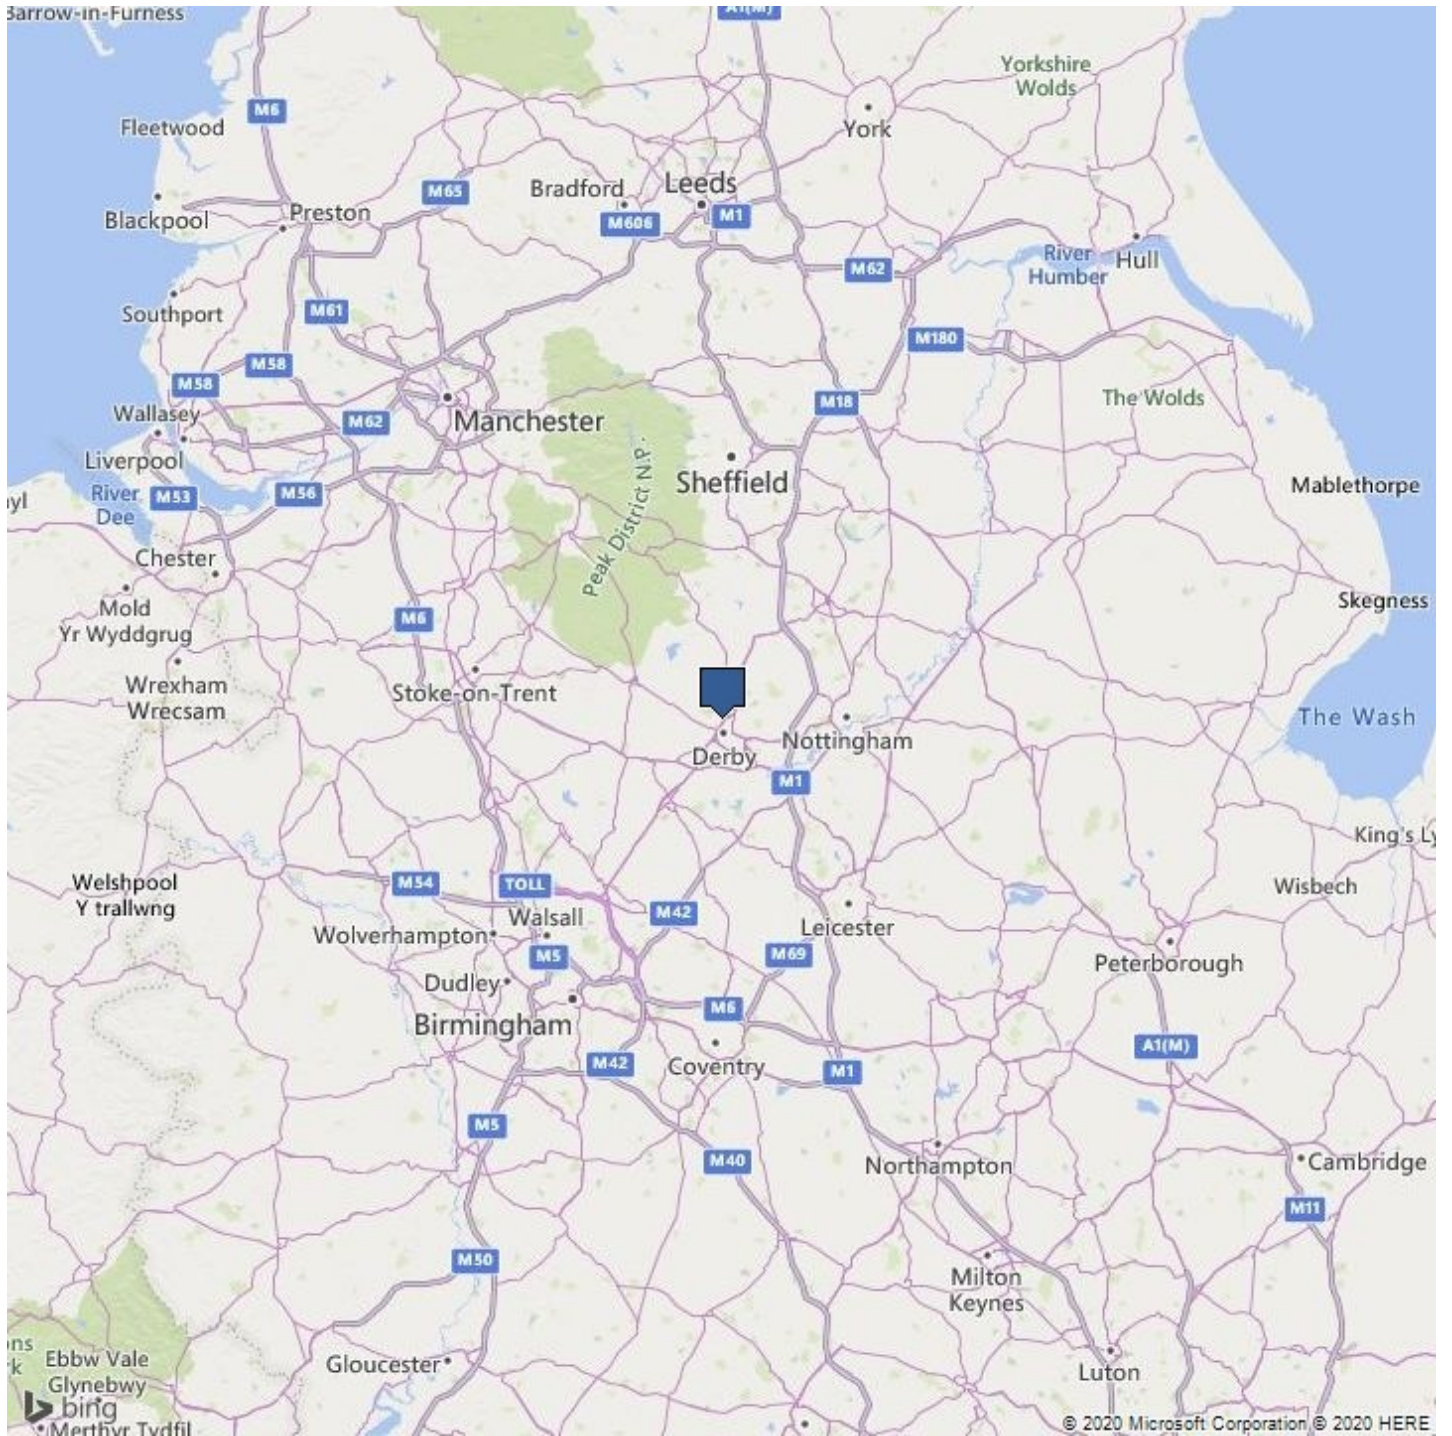 Barrow-in-Furness
A1(M)
Yorkshire
Wolds
M6
Fleetwood
York
M65
Bradford
Leeds
Blackpool
Preston
M606
M1
River
Humber
Hull
M62
Southport
M61
M180
M58
M58
The Wolds
M18
Wallasey
M62
Manchester
Liverpool
Sheffield
Mablethorpe
River
Dee
M53
M56
yl
Peak District N.P.
Chester
Mold
Yr Wyddgrug
M6
Skegness
Wrexham
Wrecsam
Stoke-on-Trent
The Wash
Derby
Nottingham
M1
King's Ly
Welshpool
Y trallwng
M54
TOLL
Wisbech
Walsall
M42
Wolverhampton
Leicester
M5
M69
Peterborough
Dudley
M6
Birmingham
A1(M)
M42
Coventry
M1
M5
M40
Northampton
Cambridge
M11
M50
Milton
Keynes
ons
k
Ebbw Vale
Glynebwy
Gloucester
Luton
bing
Merthyr Tydfil
© 2020 Microsoft Corporation © 2020 HERE